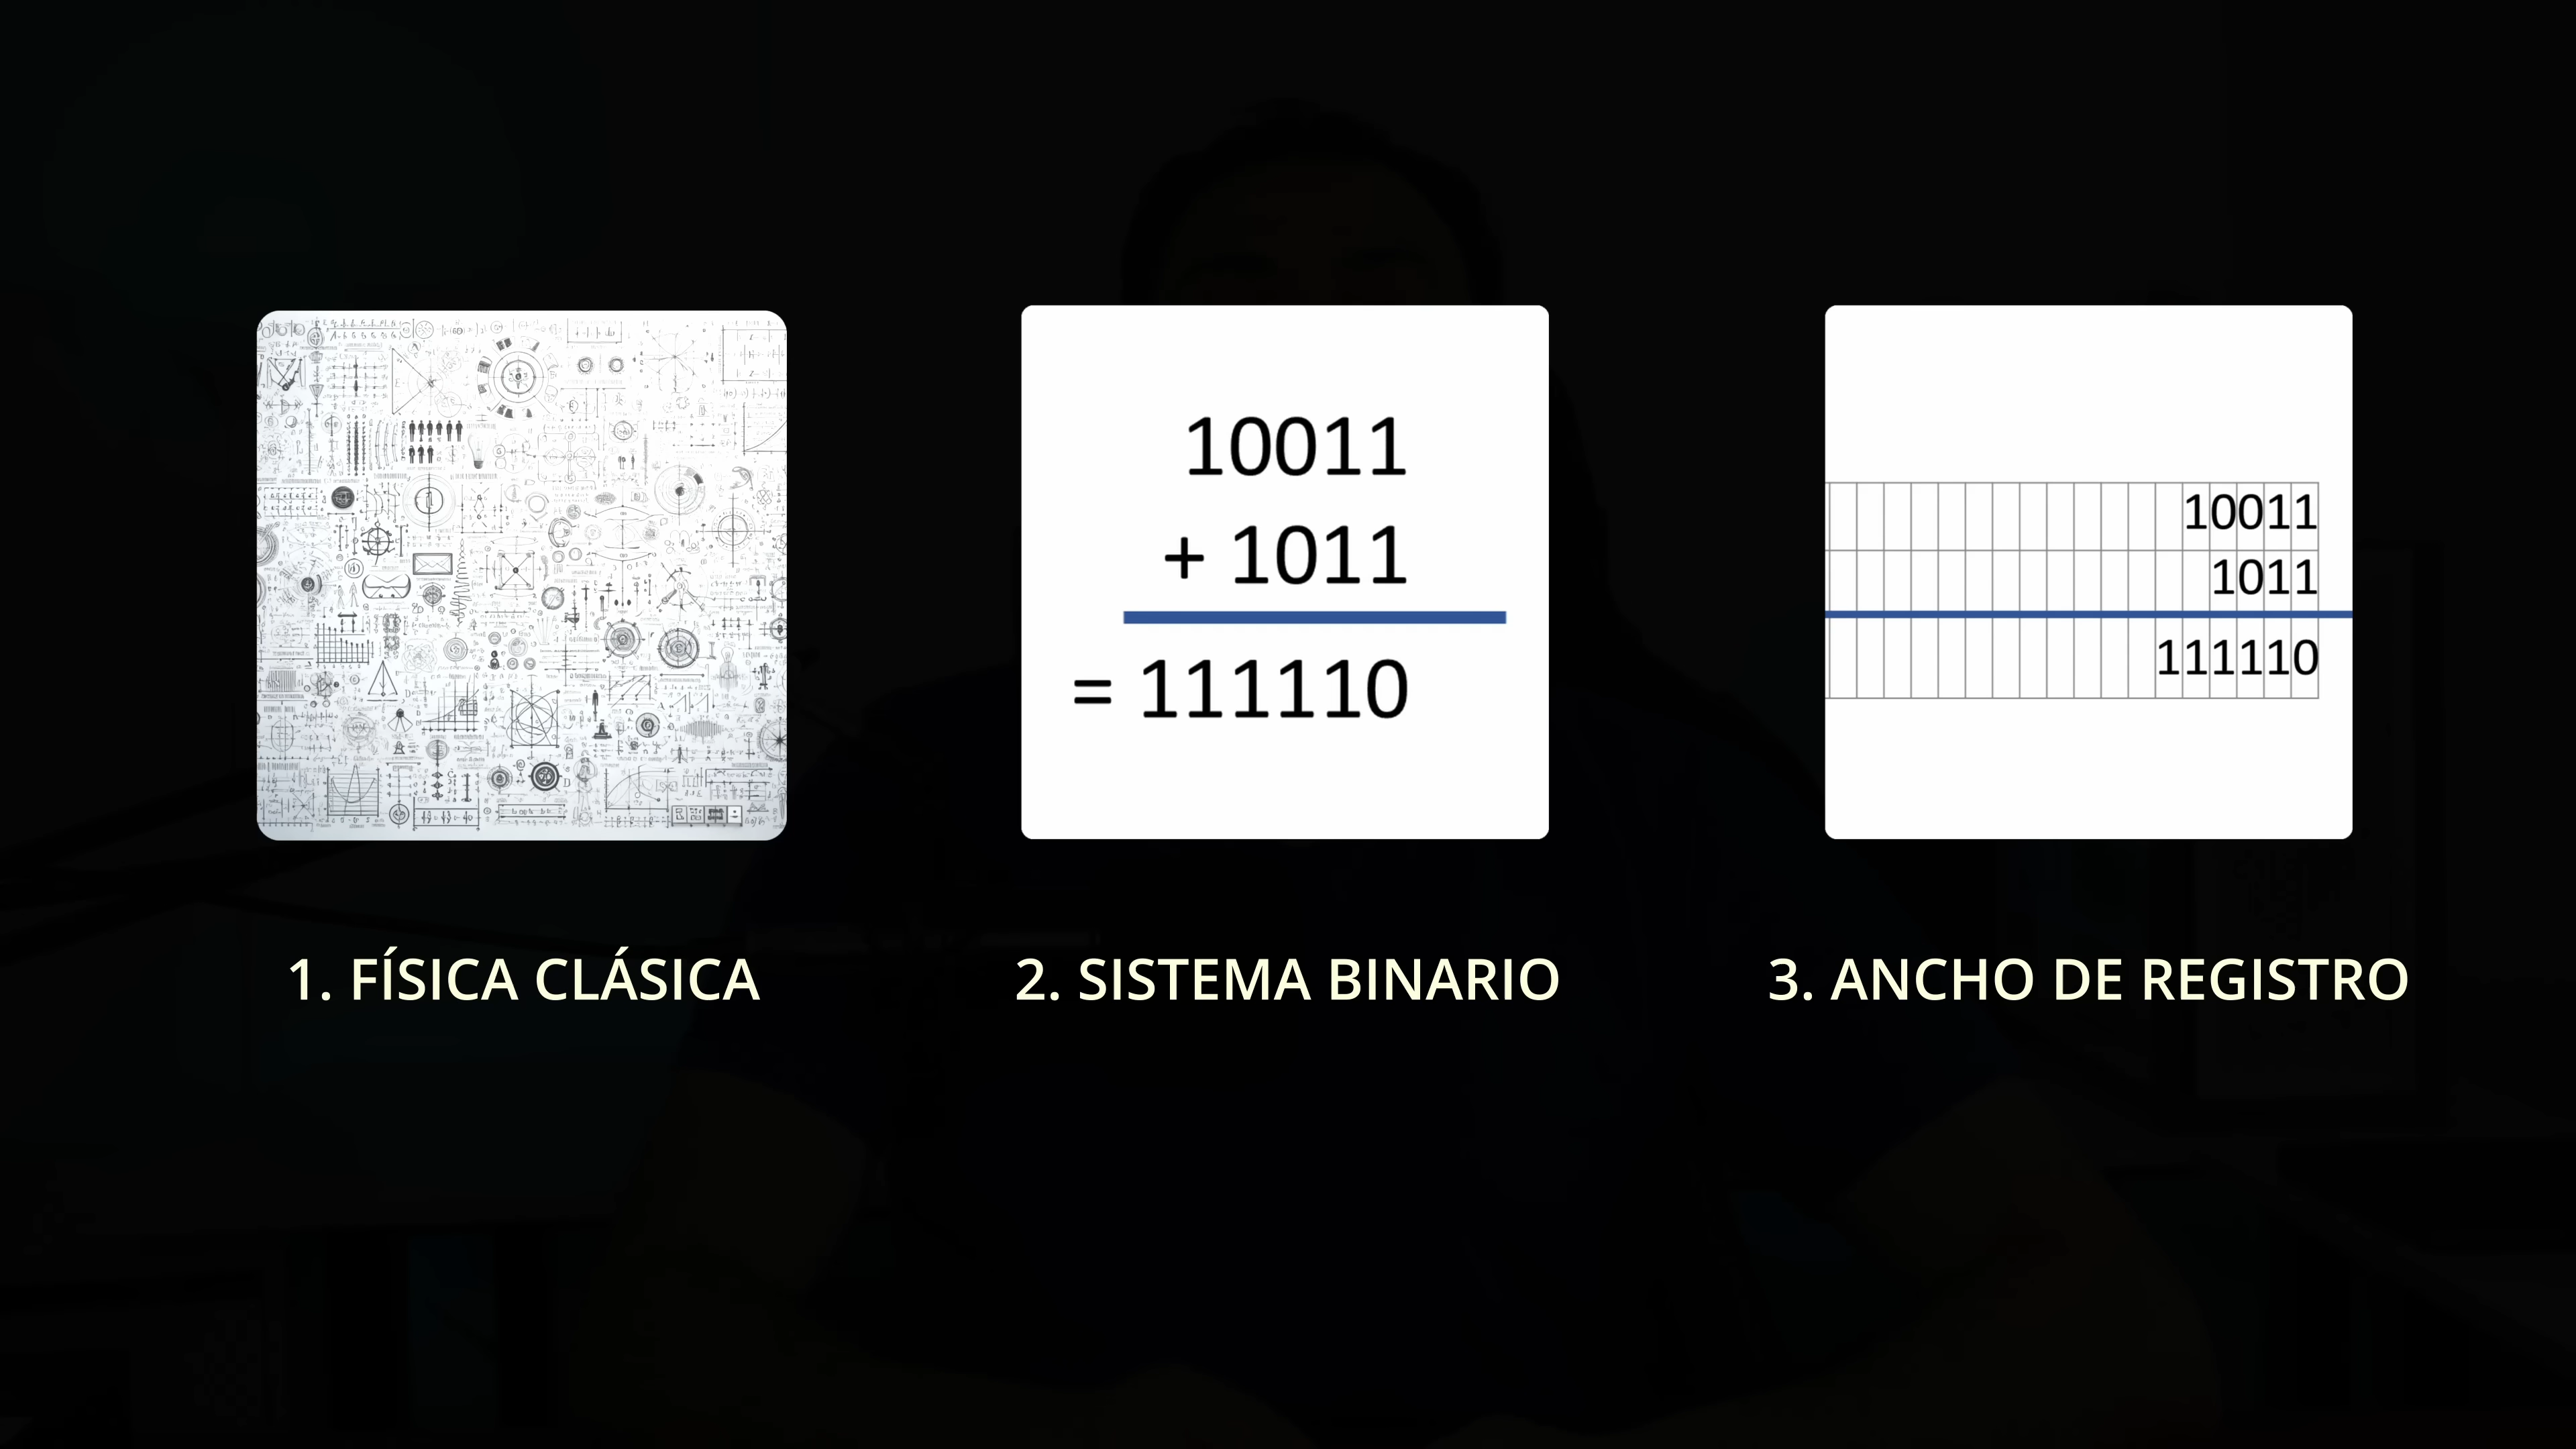 10011
+ 1011
= 111110
10011
1011
111110
1. FÍSICA CLÁSICA
2. SISTEMA BINARIO
3. ANCHO DE REGISTRO